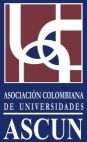 ASOCIACIÓN COLOMBIANA
DE UNIVERSIDADES
ASCUN